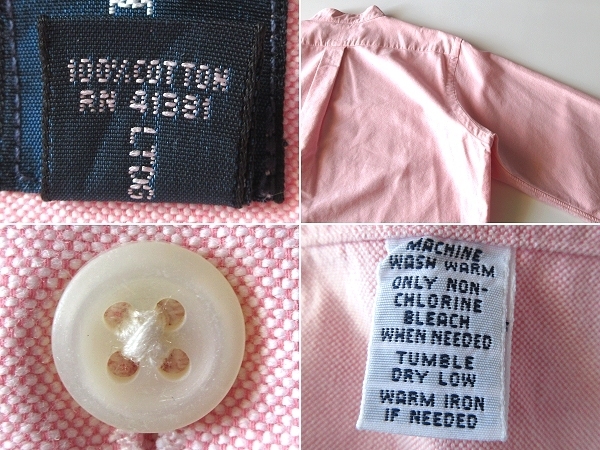 100% COTTON
RN 41381
MACHINE
WASH WARM
ONLY NON-
CHLORINE
BLEACH
WHEN NEEDED
TUMBLE
DRY LOW
WARM IRON
IF NEEDED